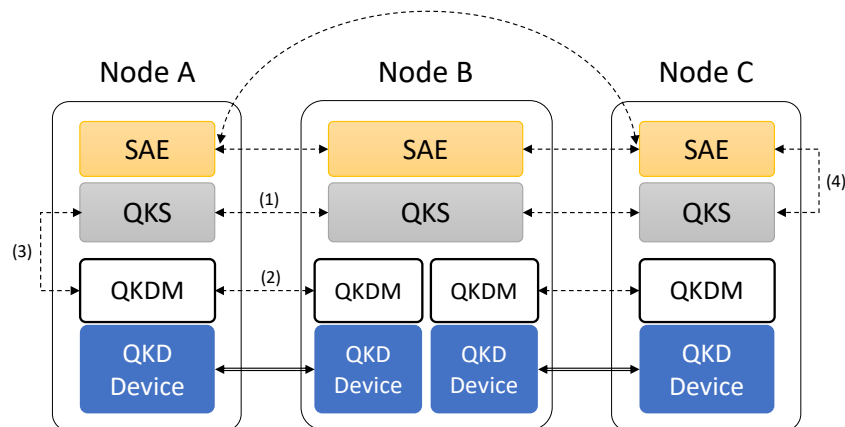 Node A
Node B
Node C
SAE
SAE
SAE
(1)
(4)
QKS
QKS
QKS
(3)
(2)
QKDM
QKDM
QKDM
QKDM
QKD
Device
QKD
Device
QKD
Device
QKD
Device